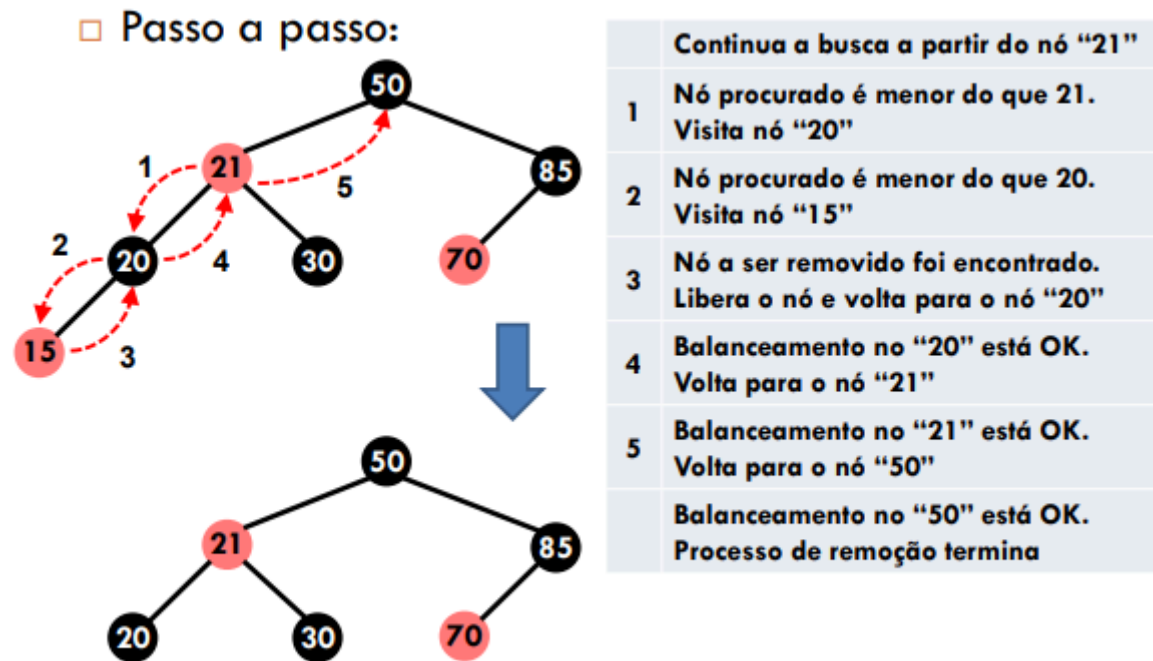 Passo a passo:
50
21
85
20
30
70
15
1
2
3
4
5
50
21
85
20
30
70
Continua a busca a partir do nó “21”
1 Nó procurado é menor do que 21.
Visita nó “20”
2 Nó procurado é menor do que 20.
Visita nó “15”
3 Nó a ser removido foi encontrado.
Libera o nó e volta para o nó “20”
4 Balanceamento no “20” está OK.
Volta para o nó “21”
5 Balanceamento no “21” está OK.
Volta para o nó “50”
Balanceamento no “50” está OK.
Processo de remoção termina